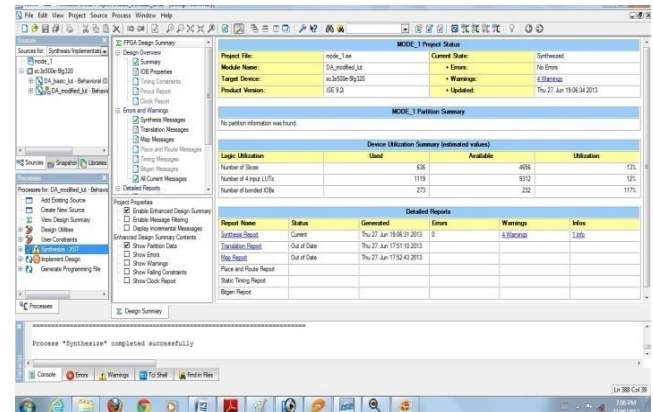 File Edit View Project Source Process Window Help
Sources
Sources for: Synthesis/Implementati
mode_1
xc3s500e-5fg320
DA_basic_lut - Behavioral (D
DA_modified_lut - Behavi
Sources
Snapshot
Libraries
Processes
Processes for: DA_modified_lut - Behavio
Add Existing Source
Create New Source
View Design Summary
Design Utilities
User Constraints
Synthesize - XST
Implement Design
Generate Programming File
Processes
FPGA Design Summary
Design Overview
Summary
IOB Properties
Timing Constraints
Pinout Report
Clock Report
Errors and Warnings
Synthesis Messages
Translation Messages
Map Messages
Place and Route Messages
Timing Messages
Bitgen Messages
All Current Messages
Detailed Reports
Project Properties
Enable Enhanced Design Summary
Enable Message Filtering
Display Incremental Messages
Enhanced Design Summary Contents
Show Partition Data
Show Errors
Show Warnings
Show Failing Constraints
Show Clock Report
Design Summary
MODE_1 Project Status
Project File: mode_1.ise Current State: Synthesized
Module Name: DA_modified_lut • Errors: No Errors
Target Device: xc3s500e-5fg320 • Warnings: 4 Warnings
Product Version: ISE 9.2i • Updated: Thu 27. Jun 19:06:34 2013
MODE_1 Partition Summary
No partition information was found.
Device Utilization Summary (estimated values)
Logic Utilization Used Available Utilization
Number of Slices 636 4656 13%
Number of 4 input LUTs 1119 9312 12%
Number of bonded IOBs 273 232 117%
Detailed Reports
Report Name Status Generated Errors Warnings Infos
Synthesis Report Current Thu 27. Jun 19:06:31 2013 0 4 Warnings 1 Info
Translation Report Out of Date Thu 27. Jun 17:51:10 2013
Map Report Out of Date Thu 27. Jun 17:52:43 2013
Place and Route Report
Static Timing Report
Bitgen Report
Process "Synthesize" completed successfully
Console Errors Warnings Tcl Shell Find in Files
Ln 388 Col 39
7:06 PM